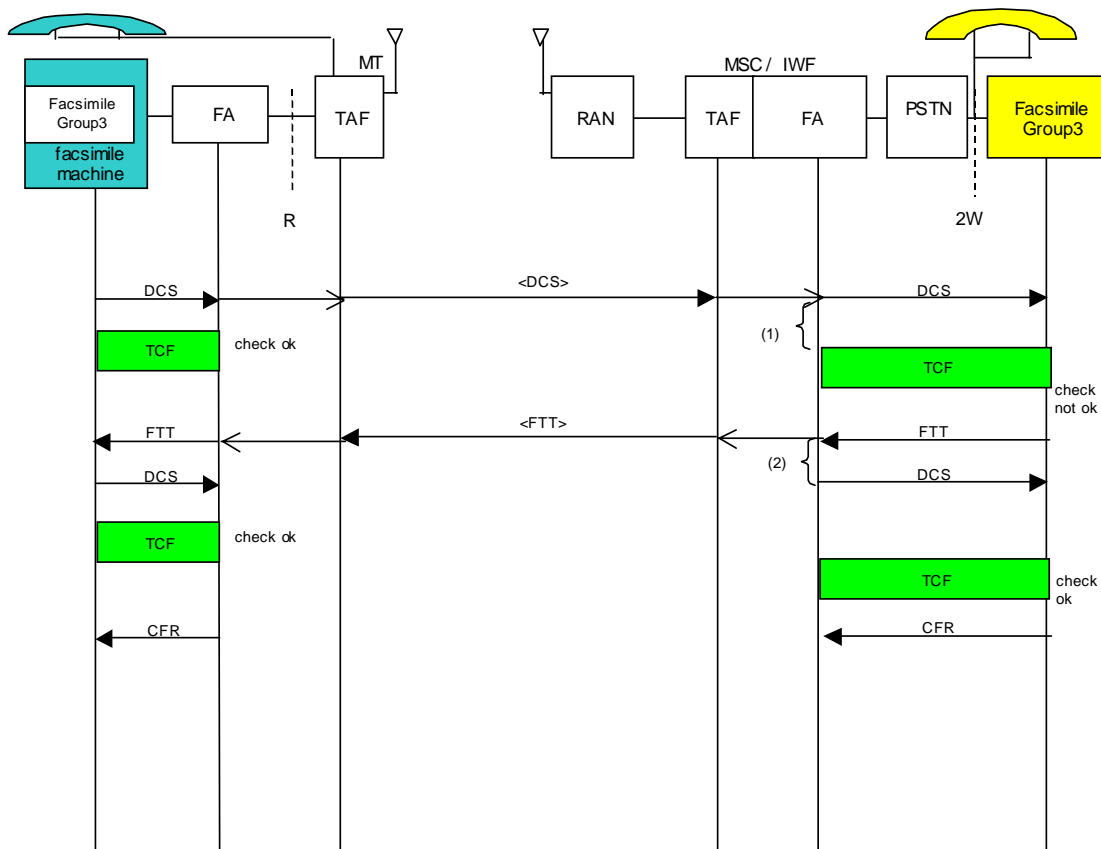 MT
MSC / IWF
Facsimile
Group3
facsimile
machine
FA
TAF
RAN
TAF
FA
PSTN
Facsimile
Group3
R
2W
DCS
<DCS>
DCS
(1)
TCF
check ok
TCF
check
not ok
FTT
<FTT>
FTT
(2)
DCS
DCS
TCF
check ok
TCF
check
ok
CFR
CFR